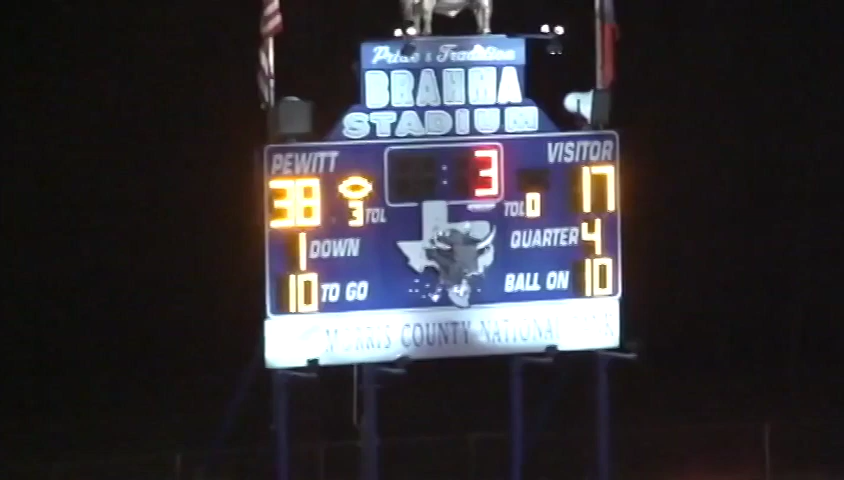 Pride & Tradition
BRAHMA
STADIUM
PEWITT : 3 VISITOR
38 3 TOL TOL 0 17
1 DOWN QUARTER 4
10 TO GO BALL ON 10
MORRIS COUNTY NATIONAL BANK